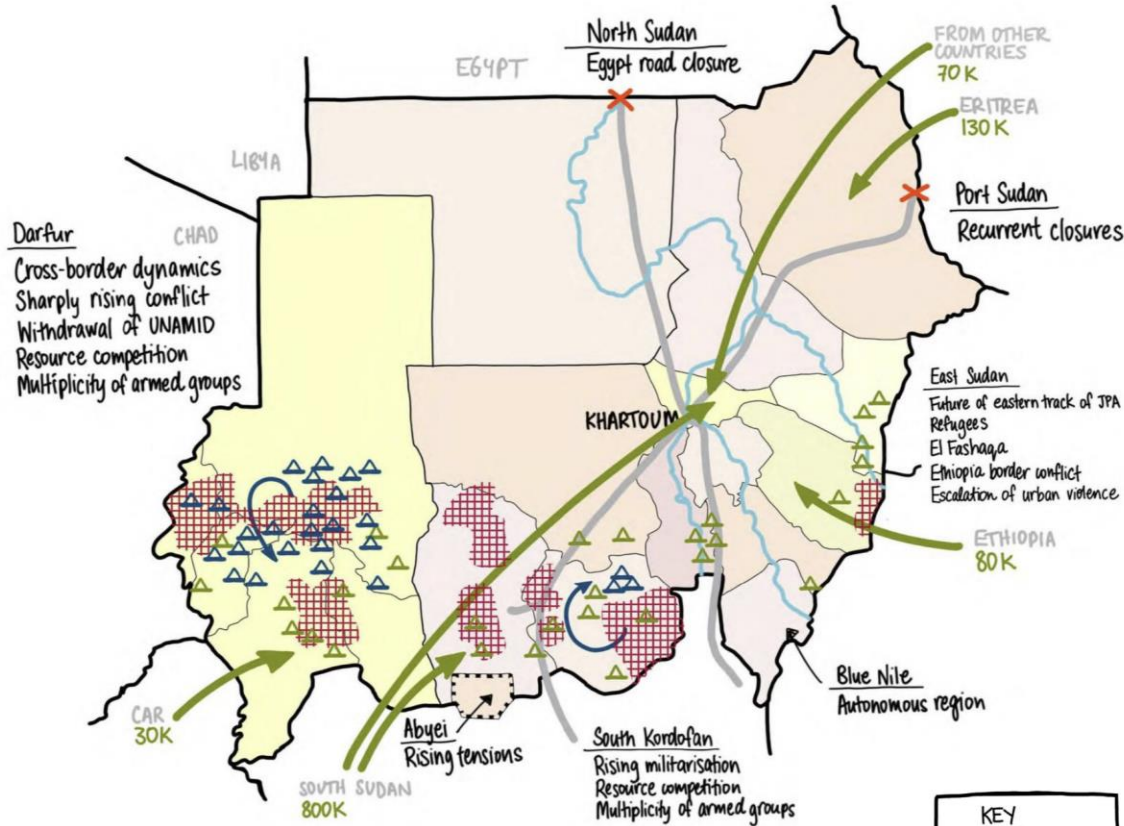 North Sudan
Egypt road closure
EGYPT
FROM OTHER
COUNTRIES
70K
ERITREA
130K
LIBYA
Port Sudan
Recurrent closures
Darfur
CHAD
Cross-border dynamics
Sharply rising conflict
Withdrawal of UNAMID
Resource competition
Multiplicity of armed groups
KHARTOUM
East Sudan
Future of eastern track of JPA
Refugees
El Fashaqa
Ethiopia border conflict
Escalation of urban violence
ETHIOPIA
80K
Blue Nile
Autonomous region
CAR
30K
Abyei
Rising tensions
South Kordofan
Rising militarisation
Resource competition
Multiplicity of armed groups
SOUTH SUDAN
800K
KEY